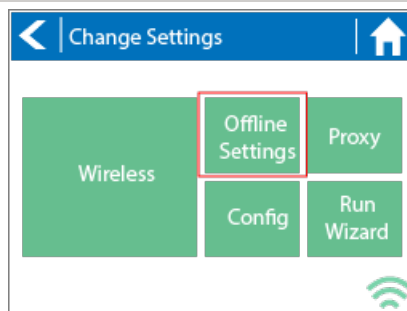 Change Settings
Wireless
Offline
Settings
Proxy
Config
Run
Wizard